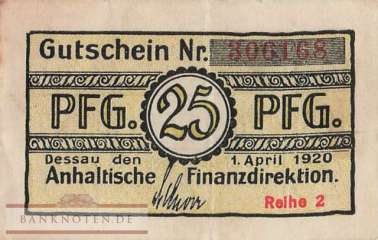 Gutschein Nr. 306168
PFG. 25 PFG.
Dessau den 1. April 1920
Anhaltische Finanzdirektion.
Reihe 2
BANKNOTEN.DE